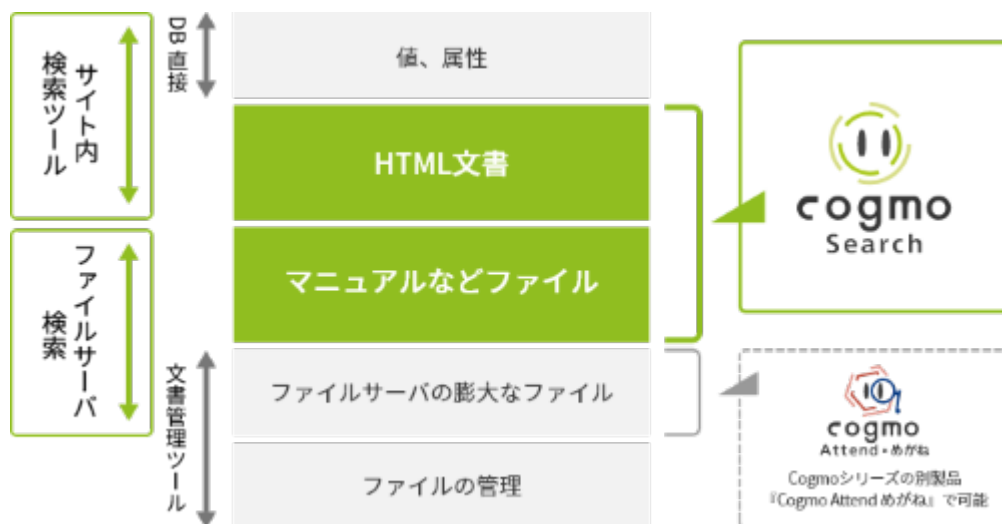 サイト内
検索ツール
DB直接
値、属性
HTML文書
マニュアルなどファイル
cogmo
Search
ファイルサーバ
検索
文書管理ツール
ファイルサーバの膨大なファイル
ファイルの管理
cogmo
Attend・めがね
Cogmoシリーズの別製品
『Cogmo Attend めがね』で可能